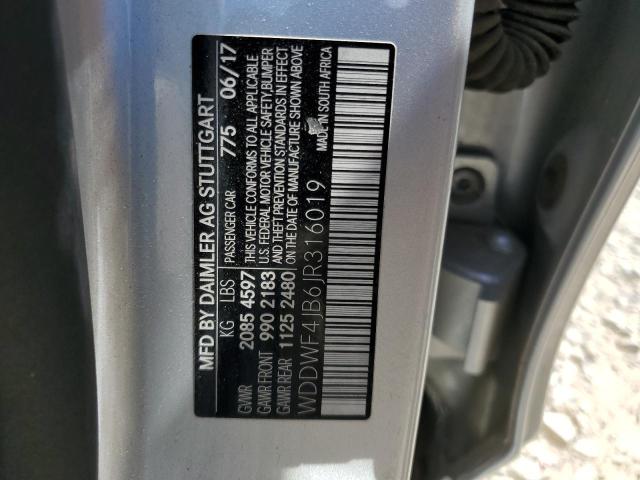 MFD BY DAIMLER AG STUTTGART
KG LBS PASSENGER CAR 775 06/17
GVWR 2085 4597 THIS VEHICLE CONFORMS TO ALL APPLICABLE
GAWR FRONT 990 2183 U.S. FEDERAL MOTOR VEHICLE SAFETY,BUMPER
GAWR REAR 1125 2480 AND THEFT PREVENTION STANDARDS IN EFFECT
ON THE DATE OF MANUFACTURE SHOWN ABOVE
WDDWF4JB6JR316019 MADE IN SOUTH AFRICA